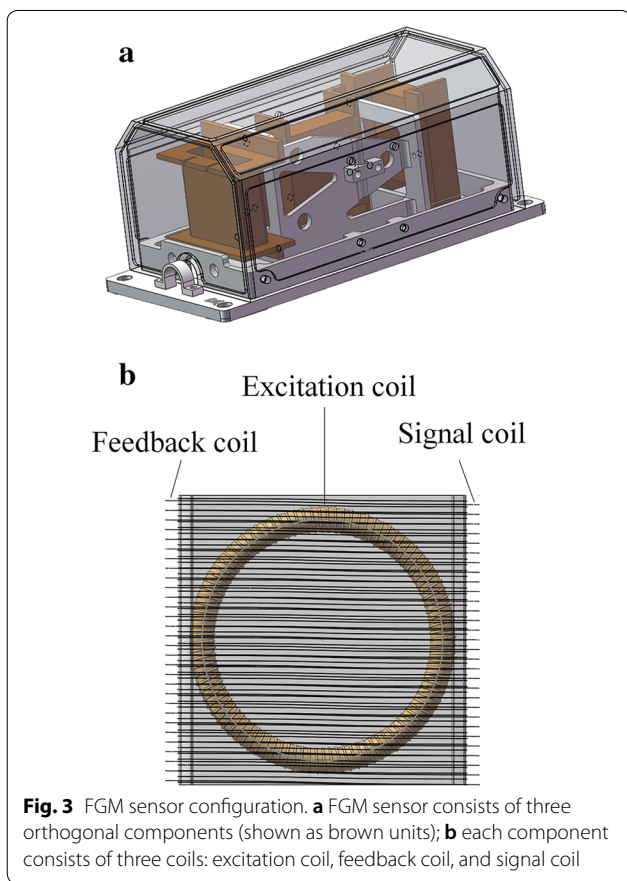 a
b
Excitation coil
Feedback coil
Signal coil
Fig. 3 FGM sensor configuration. a FGM sensor consists of three
orthogonal components (shown as brown units); b each component
consists of three coils: excitation coil, feedback coil, and signal coil